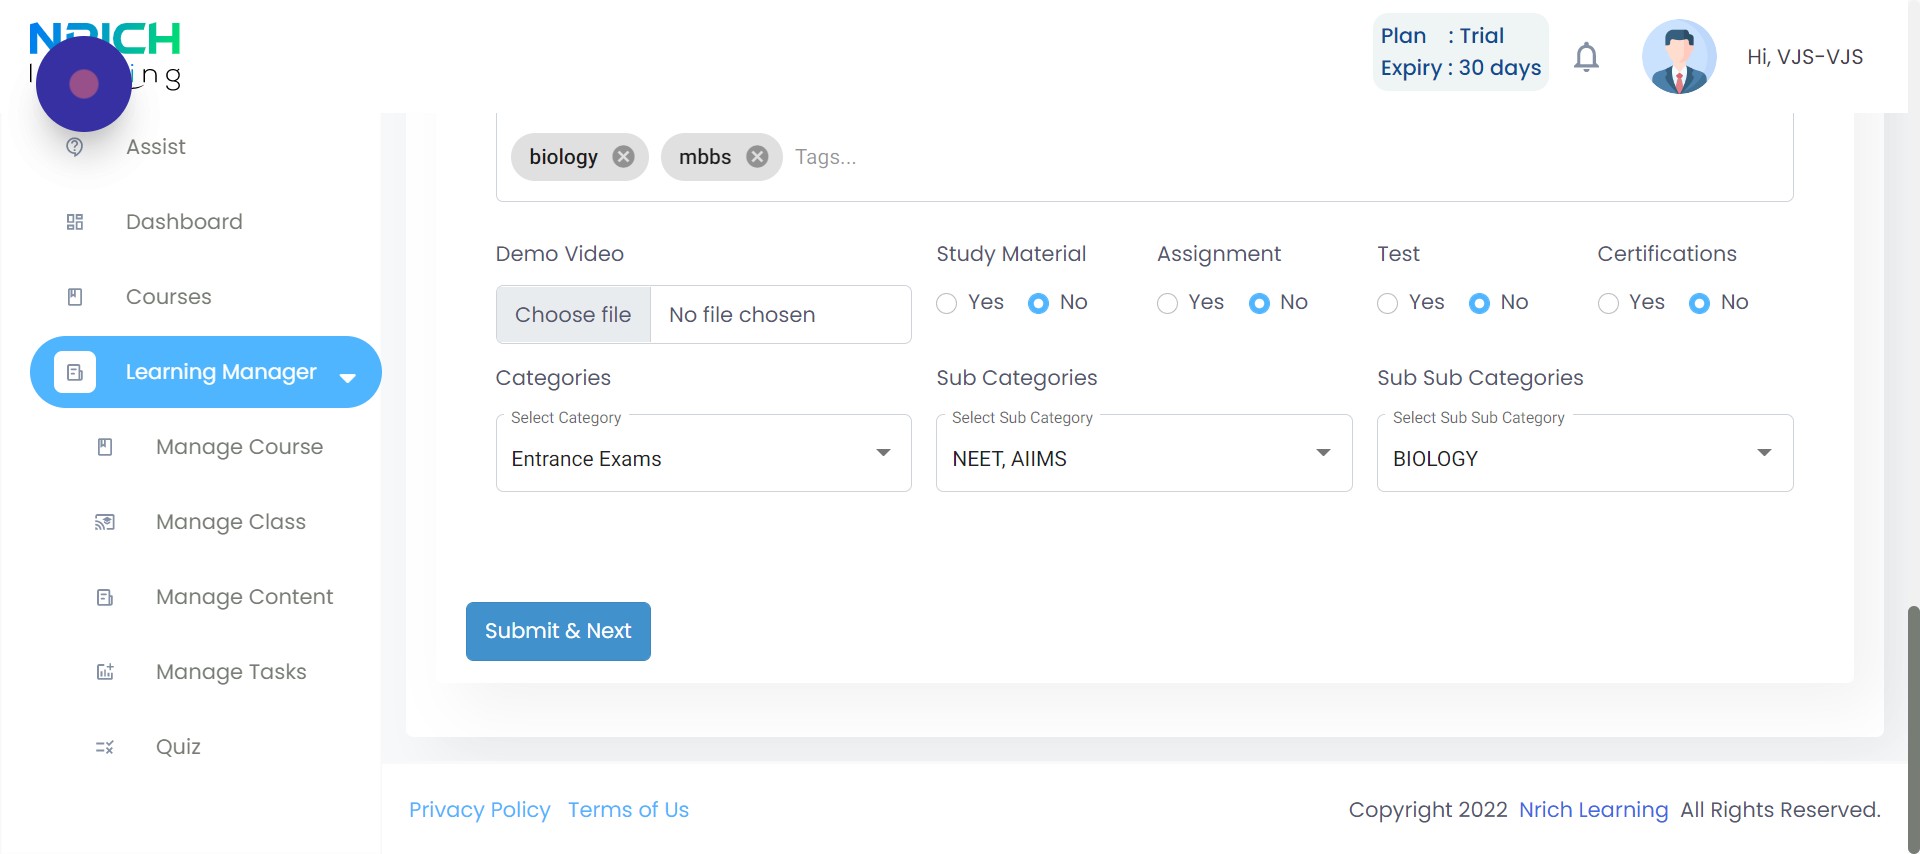 NRICH
Plan : Trial
Expiry : 30 days
Hi, VJS-VJS
Assist
Dashboard
Courses
Learning Manager
Manage Course
Manage Class
Manage Content
Manage Tasks
Quiz
biology
mbbs
Tags...
Demo Video
Choose file
No file chosen
Study Material
Yes
No
Assignment
Yes
No
Test
Yes
No
Certifications
Yes
No
Categories
Select Category
Entrance Exams
Sub Categories
Select Sub Category
NEET, AIIMS
Sub Sub Categories
Select Sub Sub Category
BIOLOGY
Submit & Next
Privacy Policy Terms of Us
Copyright 2022 Nrich Learning All Rights Reserved.